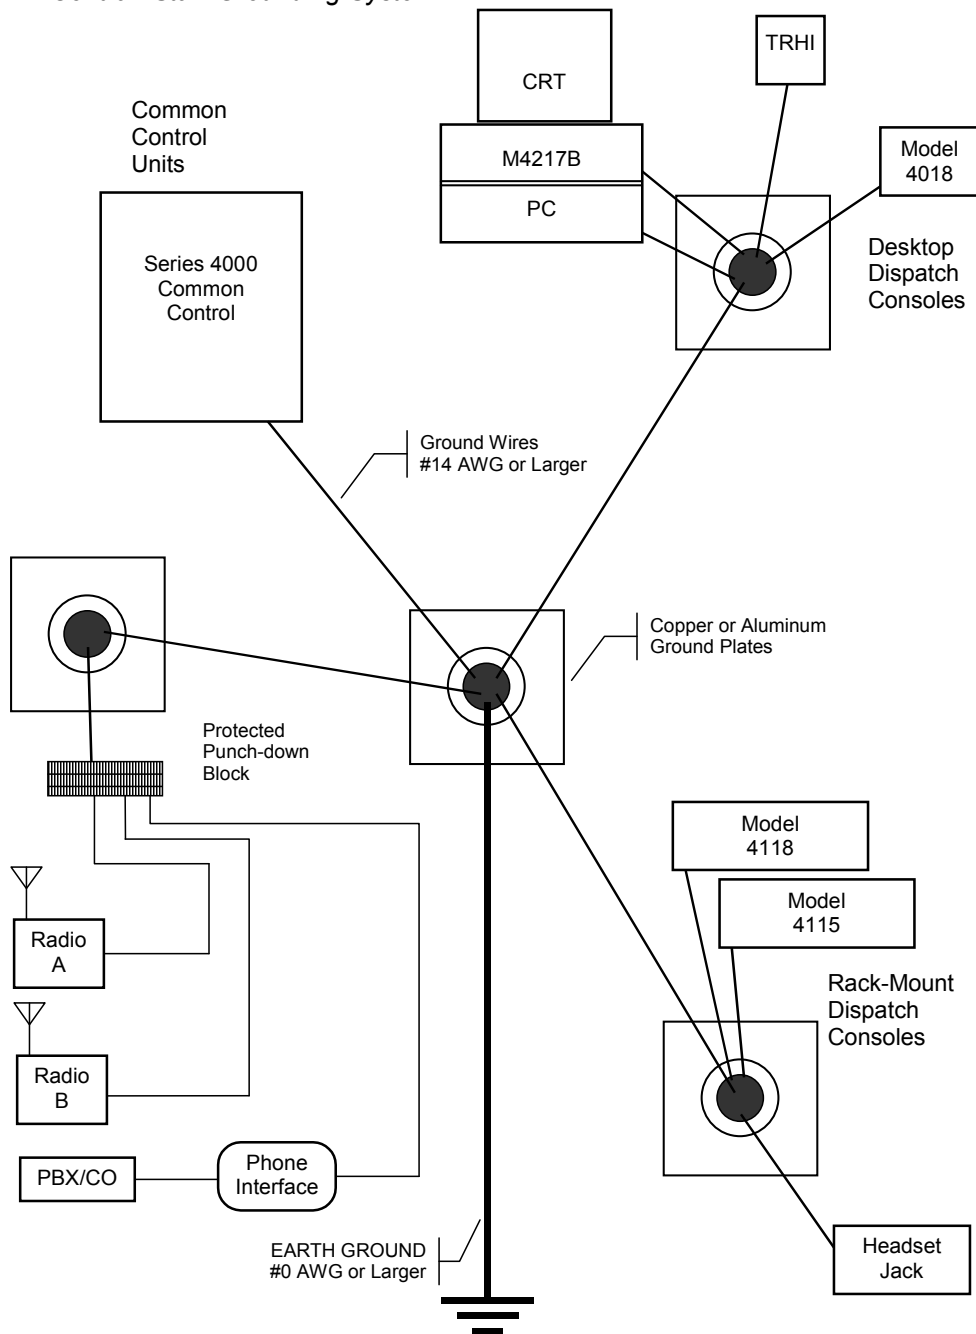 CRT
TRHI
Common
Control
Units
M4217B
PC
Model
4018
Series 4000
Common
Control
Desktop
Dispatch
Consoles
Ground Wires
#14 AWG or Larger
Copper or Aluminum
Ground Plates
Protected
Punch-down
Block
Model
4118
Model
4115
Radio
A
Rack-Mount
Dispatch
Consoles
Radio
B
PBX/CO
Phone
Interface
EARTH GROUND
#0 AWG or Larger
Headset
Jack